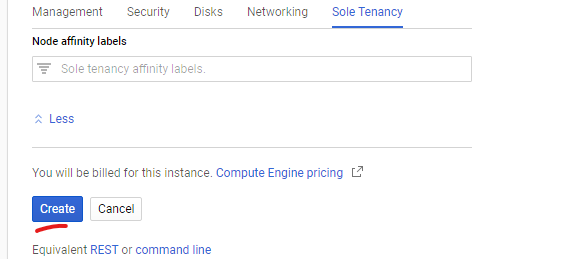 Management Security Disks Networking Sole Tenancy
Node affinity labels
Sole tenancy affinity labels.
Less
You will be billed for this instance. Compute Engine pricing
Create Cancel
Equivalent REST or command line